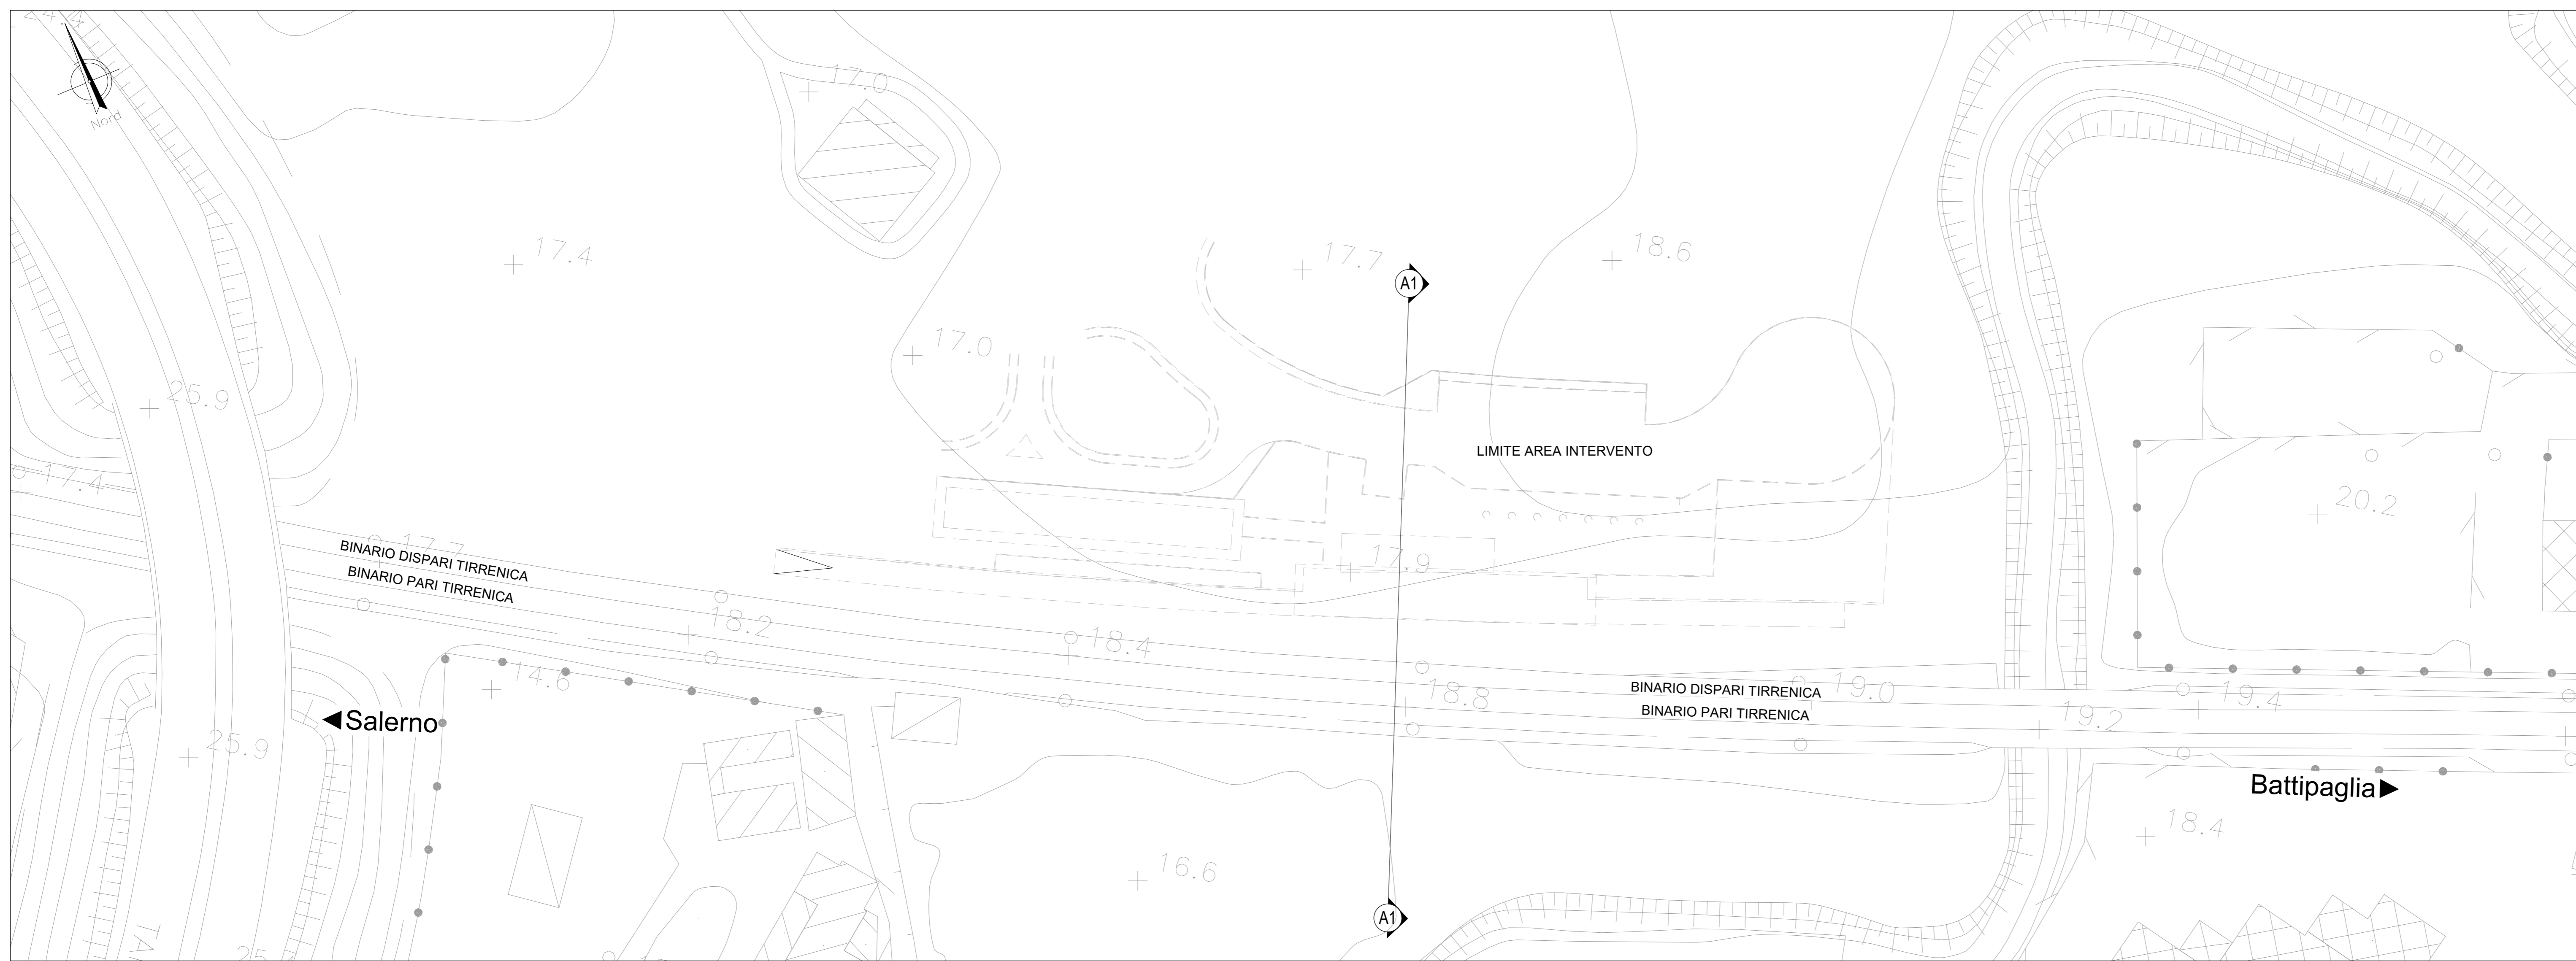 Nord
17.0
17.4
17.7
18.6
A1
17.0
25.9
LIMITE AREA INTERVENTO
17.4
20.2
17.7
BINARIO DISPARI TIRRENICA
BINARIO PARI TIRRENICA
17.9
18.2
18.4
14.6
18.8
BINARIO DISPARI TIRRENICA
BINARIO PARI TIRRENICA
19.0
19.4
19.2
Salerno
25.9
Battipaglia
18.4
16.6
A1